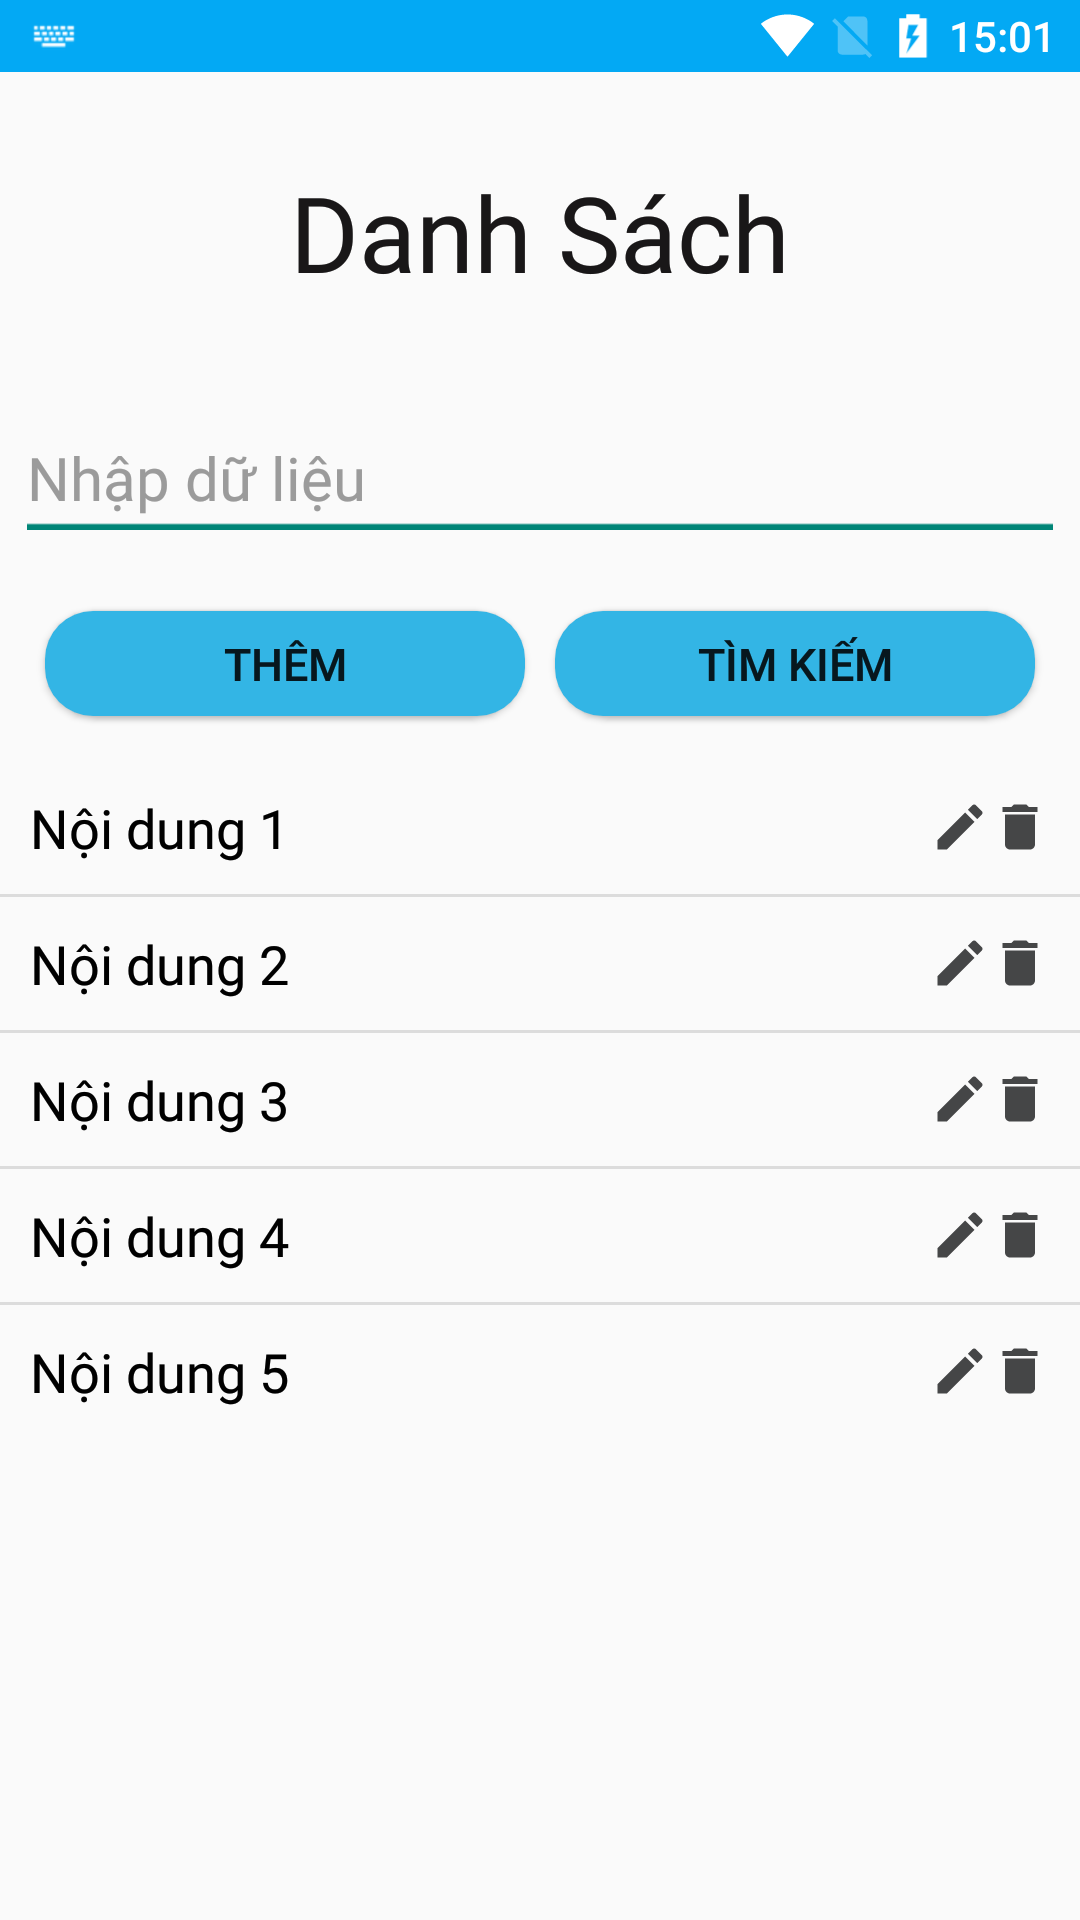 15:01
Danh Sách
Nhập dữ liệu
THÊM TÌM KIẾM
Nội dung 1
Nội dung 2
Nội dung 3
Nội dung 4
Nội dung 5